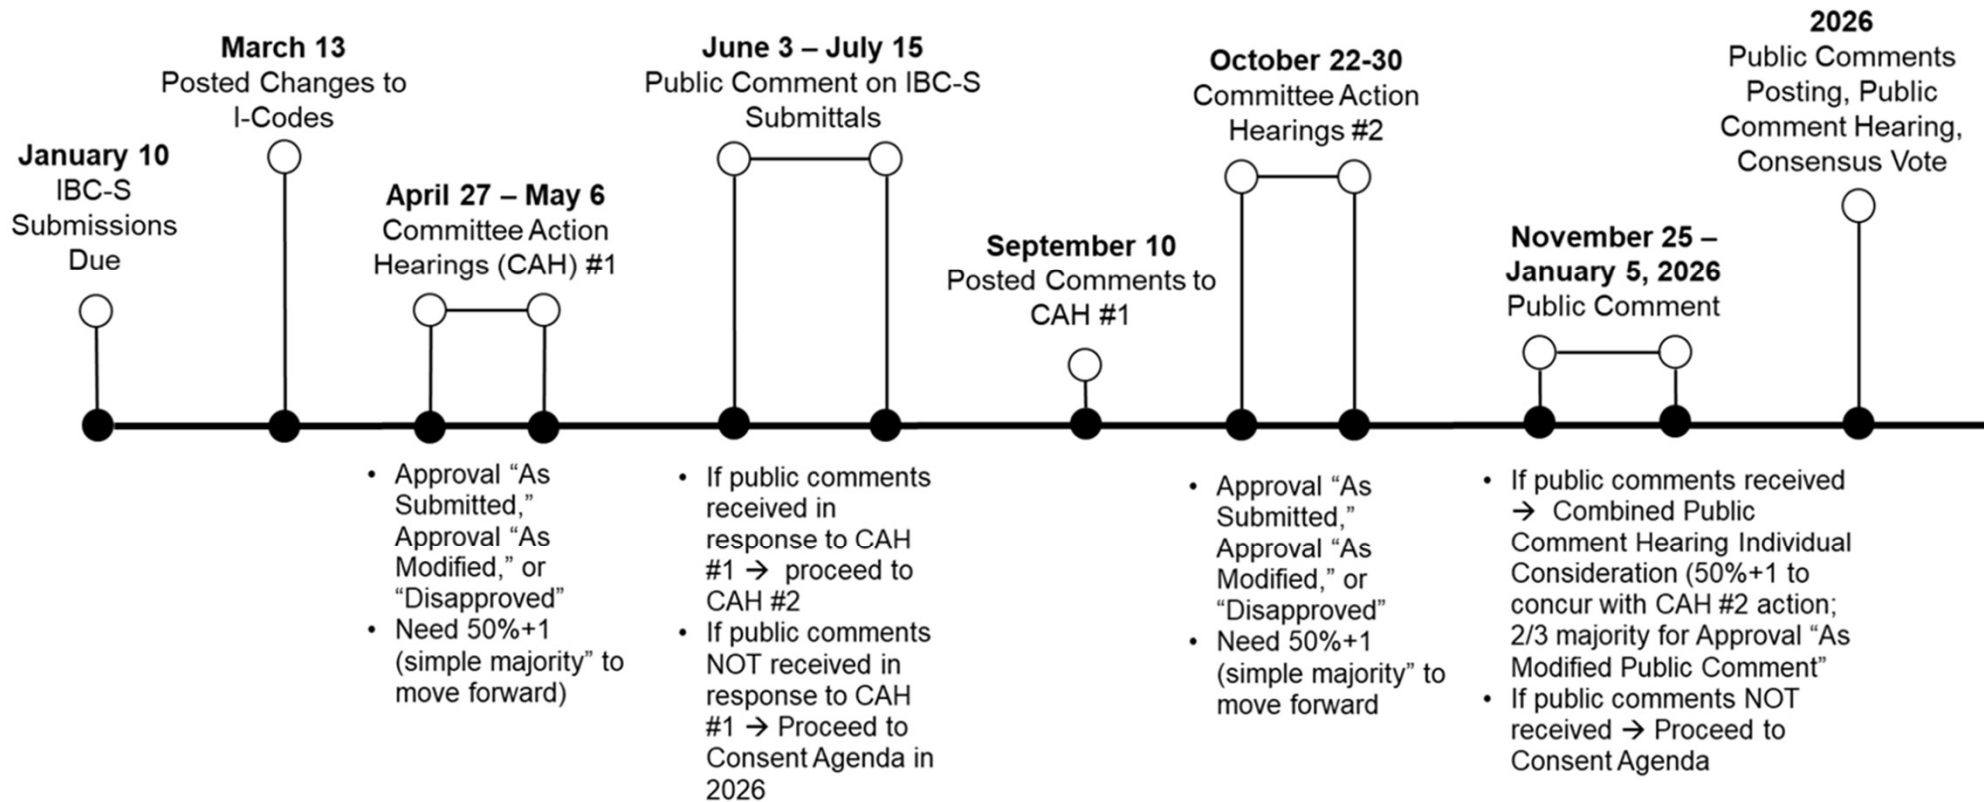 January 10
IBC-S
Submissions
Due
March 13
Posted Changes to
I-Codes
April 27 – May 6
Committee Action
Hearings (CAH) #1
June 3 – July 15
Public Comment on IBC-S
Submittals
September 10
Posted Comments to
CAH #1
October 22-30
Committee Action
Hearings #2
November 25 –
January 5, 2026
Public Comment
2026
Public Comments
Posting, Public
Comment Hearing,
Consensus Vote
• Approval “As
Submitted,”
Approval “As
Modified,” or
“Disapproved”
• Need 50%+1
(simple majority” to
move forward)
• If public comments
received in
response to CAH
#1 → proceed to
CAH #2
• If public comments
NOT received in
response to CAH
#1 → Proceed to
Consent Agenda in
2026
• Approval “As
Submitted,”
Approval “As
Modified,” or
“Disapproved”
• Need 50%+1
(simple majority” to
move forward
• If public comments received
→ Combined Public
Comment Hearing Individual
Consideration (50%+1 to
concur with CAH #2 action;
2/3 majority for Approval “As
Modified Public Comment”
• If public comments NOT
received → Proceed to
Consent Agenda